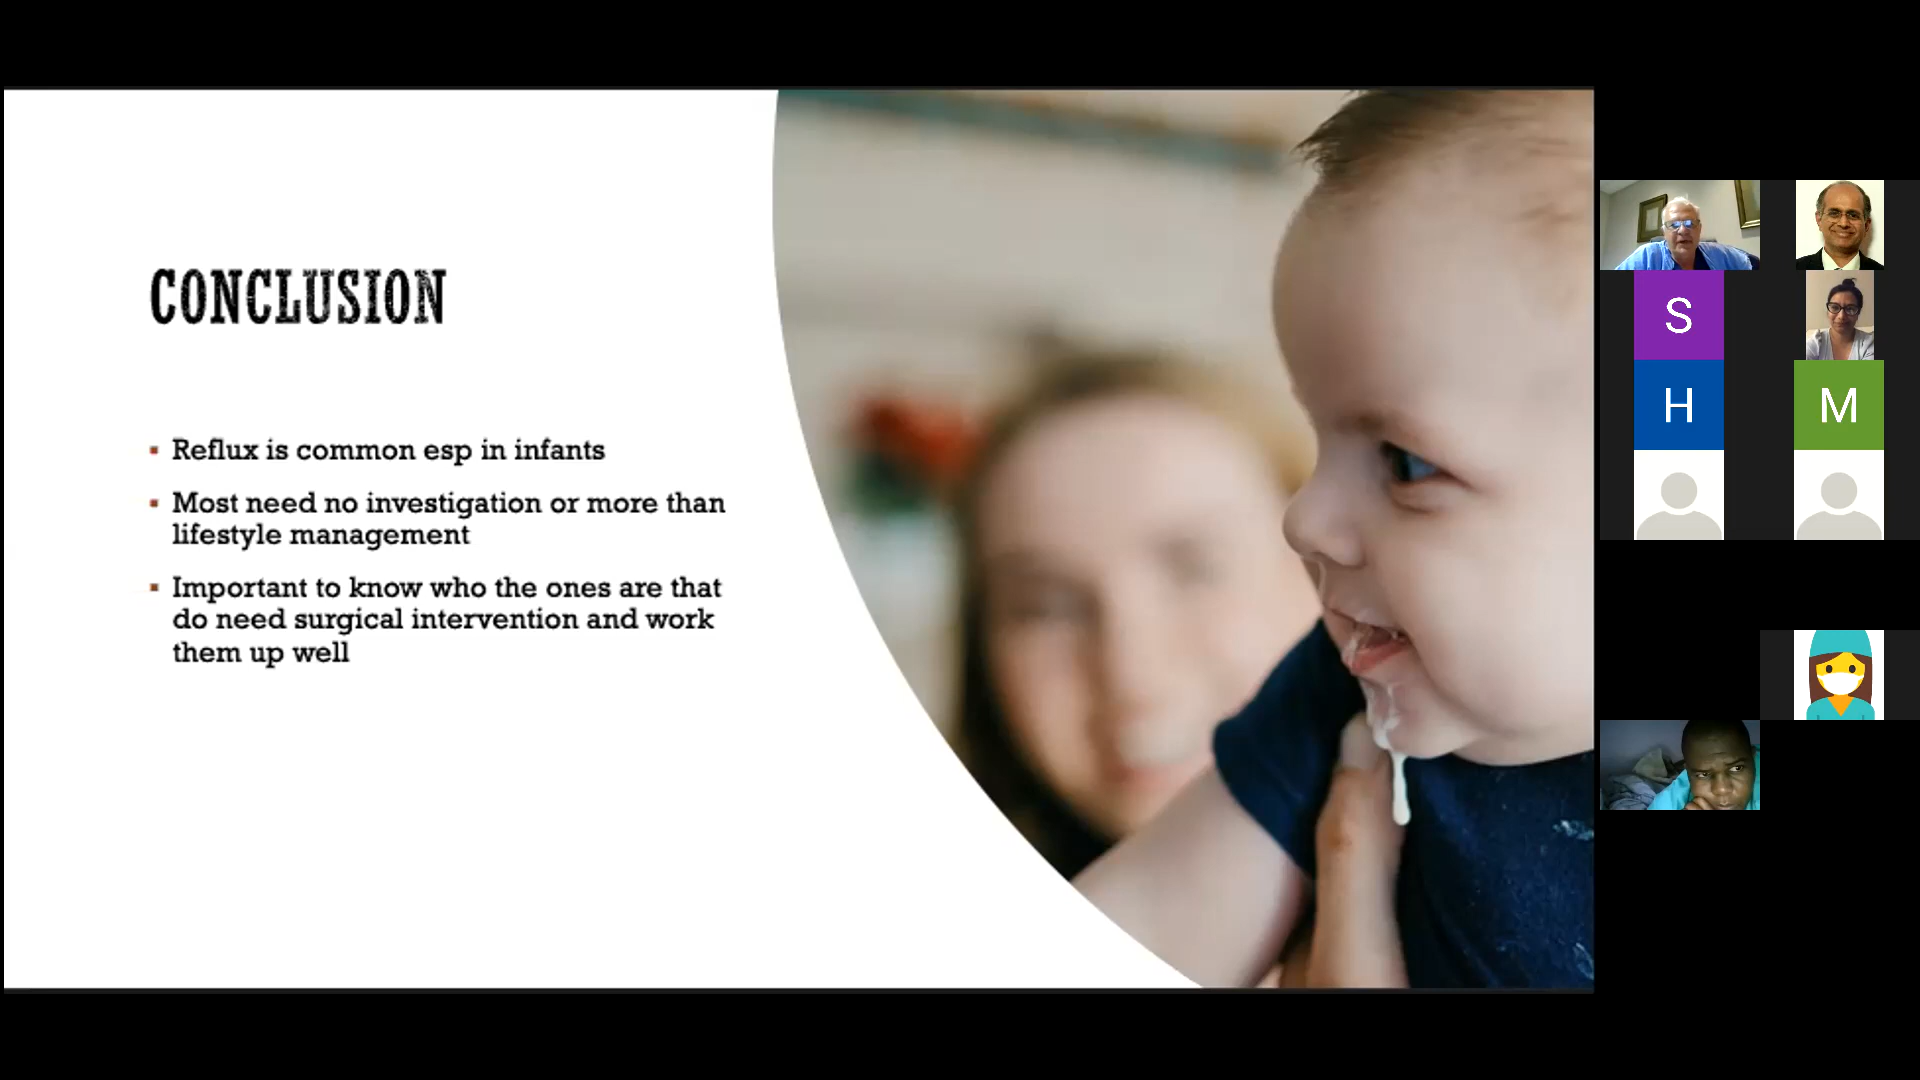 CONCLUSION
Reflux is common esp in infants
Most need no investigation or more than
lifestyle management
Important to know who the ones are that
do need surgical intervention and work
them up well
S
H
M